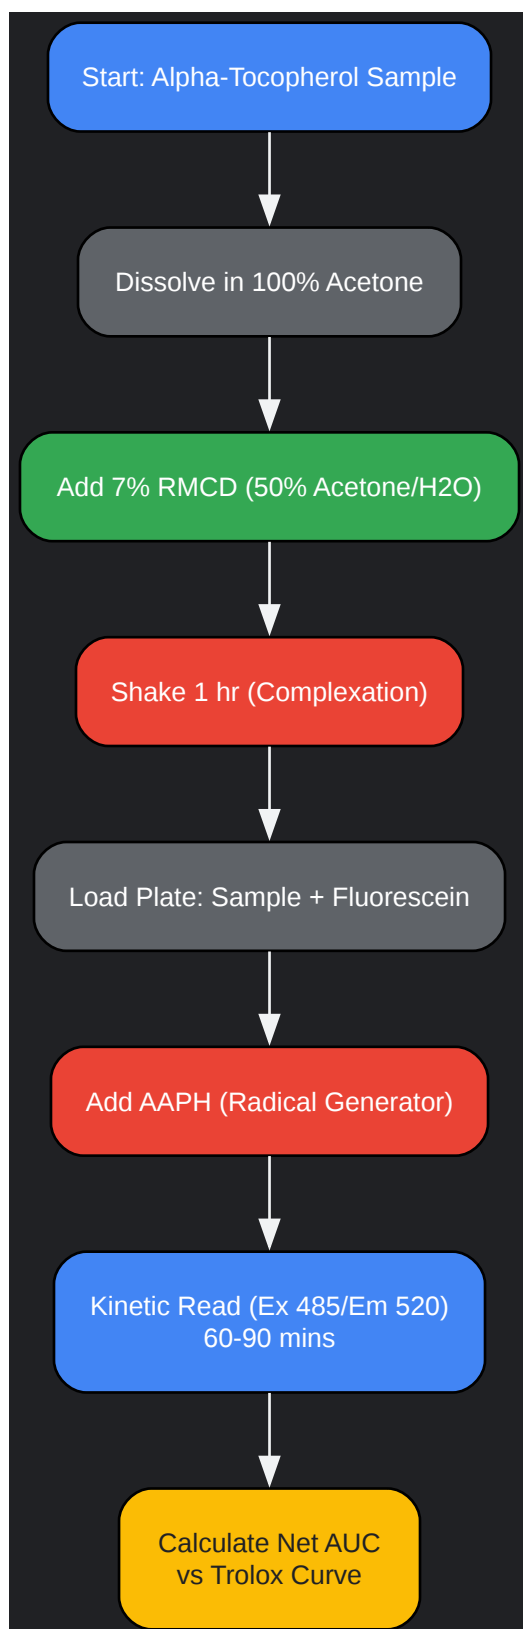 Start: Alpha-Tocopherol Sample
Dissolve in 100% Acetone
Add 7% RMCD (50% Acetone/H2O)
Shake 1 hr (Complexation)
Load Plate: Sample + Fluorescein
Add AAPH (Radical Generator)
Kinetic Read (Ex 485/Em 520)
60-90 mins
Calculate Net AUC
vs Trolox Curve